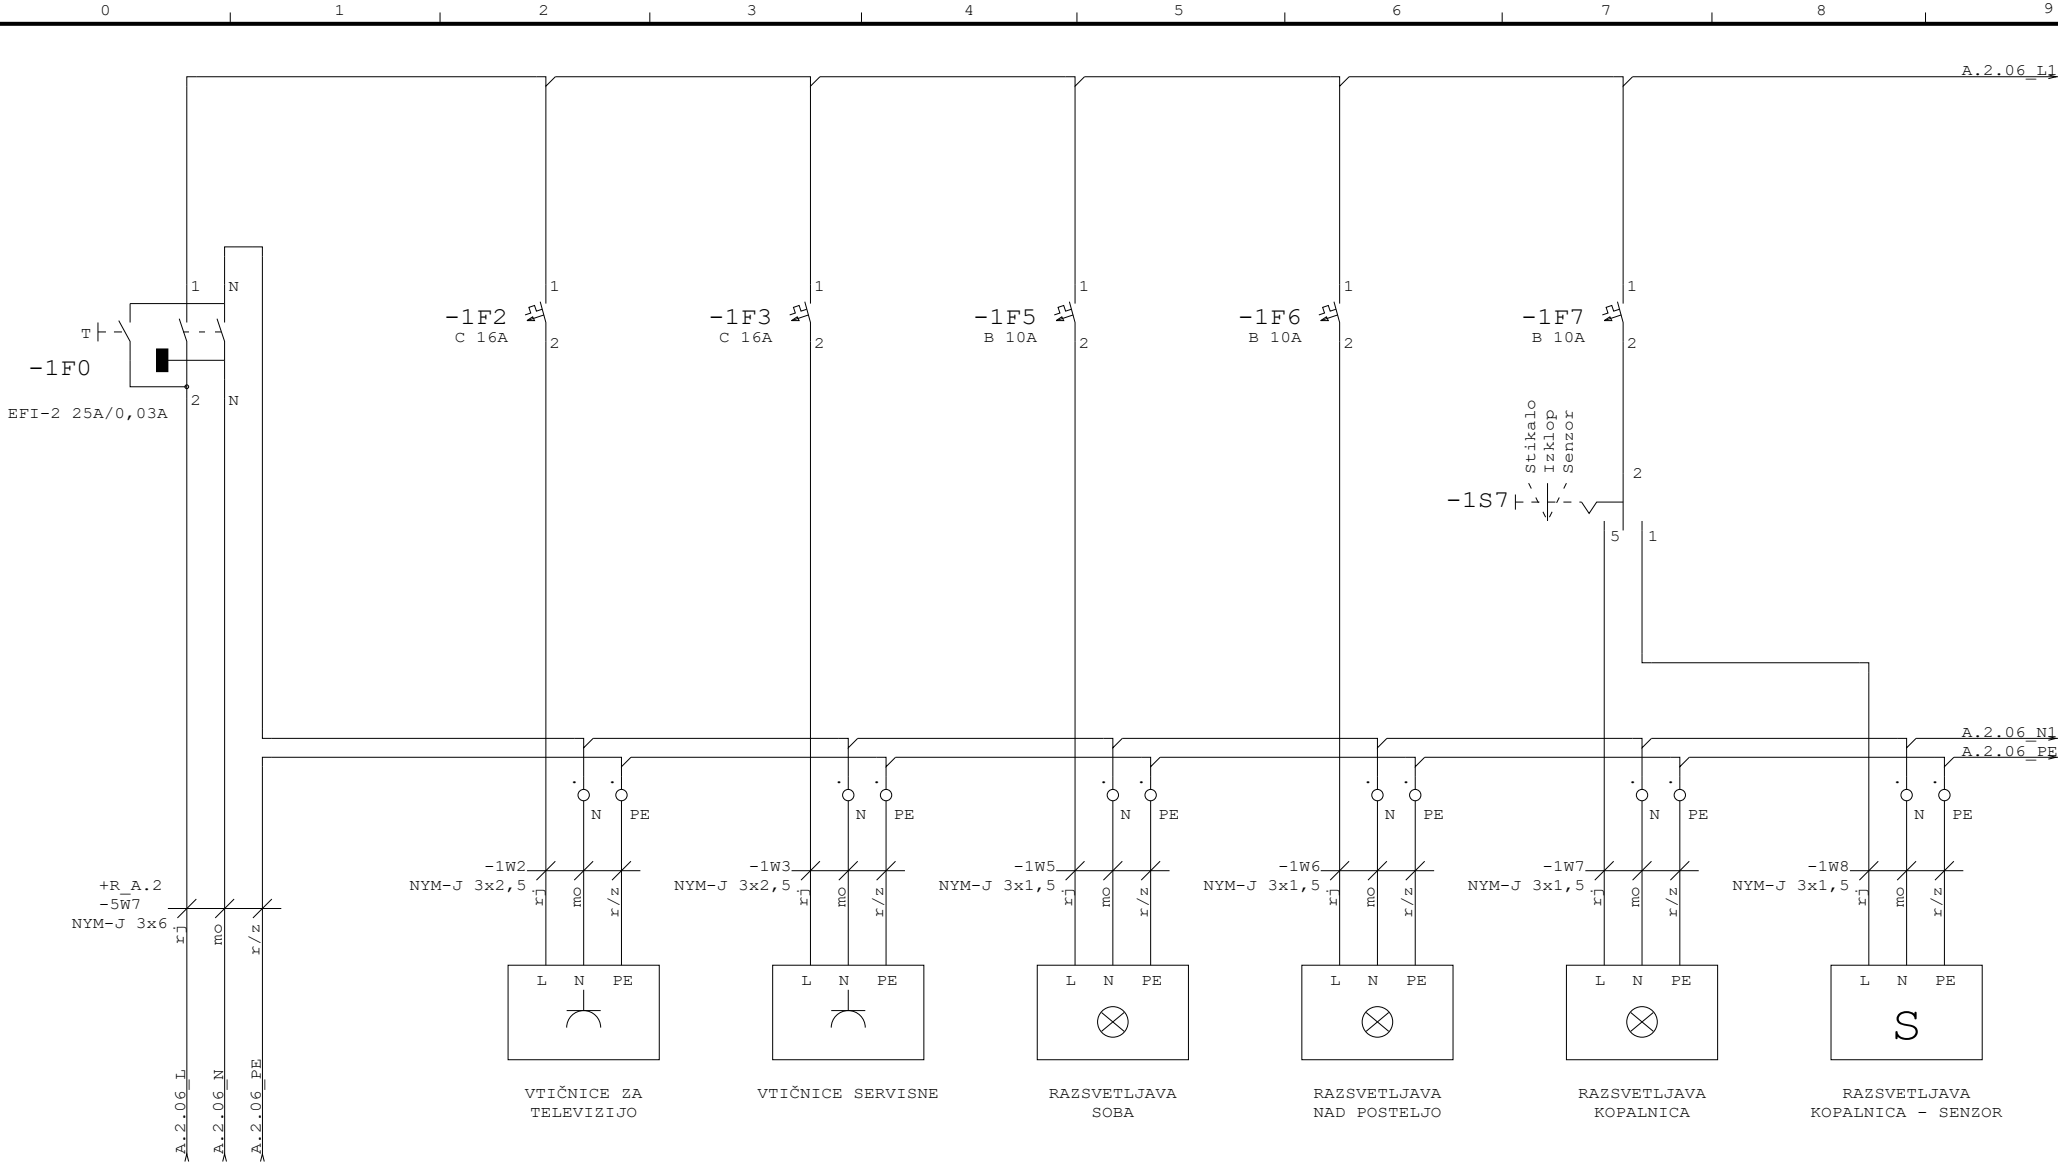 0 1 2 3 4 5 6 7 8 9
A.2.06_L1
1 N
T
-1F0
2 N
EFI-2 25A/0,03A
1
-1F2
C 16A
2
1
-1F3
C 16A
2
1
-1F5
B 10A
2
1
-1F6
B 10A
2
1
-1F7
B 10A
2
Stikalo
Izklop
Senzor
2
-1S7
5 1
A.2.06_N1
A.2.06_PE
N PE
N PE
N PE
N PE
N PE
N PE
+R_A.2
-5W7
NYM-J 3x6
rj mo r/z
-1W2
NYM-J 3x2,5
rj mo r/z
-1W3
NYM-J 3x2,5
rj mo r/z
-1W5
NYM-J 3x1,5
rj mo r/z
-1W6
NYM-J 3x1,5
rj mo r/z
-1W7
NYM-J 3x1,5
rj mo r/z
-1W8
NYM-J 3x1,5
rj mo r/z
A.2.06_L
A.2.06_N
A.2.06_PE
L N PE
VTIČNICE ZA
TELEVIZIJO
L N PE
VTIČNICE SERVISNE
L N PE
RAZSVETLJAVA
SOBA
L N PE
RAZSVETLJAVA
NAD POSTELJO
L N PE
RAZSVETLJAVA
KOPALNICA
L N PE
S
RAZSVETLJAVA
KOPALNICA - SENZOR